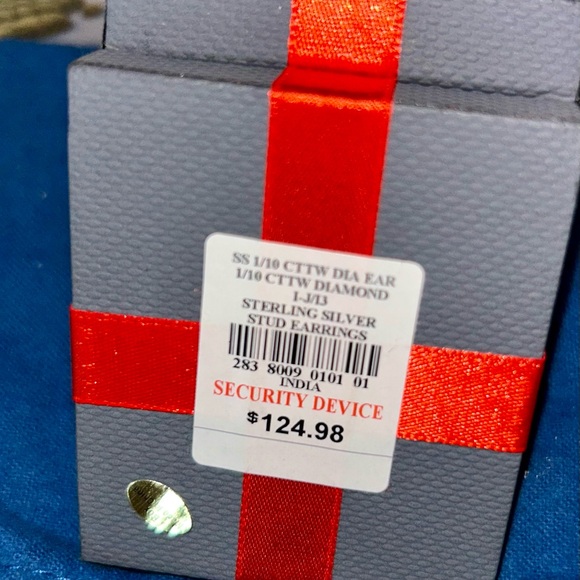 SS 1/10 CTTW DIA EAR
1/10 CTTW DIAMOND
I-J/I3
STERLING SILVER
STUD EARRINGS
283 8009 0101 01
INDIA
SECURITY DEVICE
$124.98